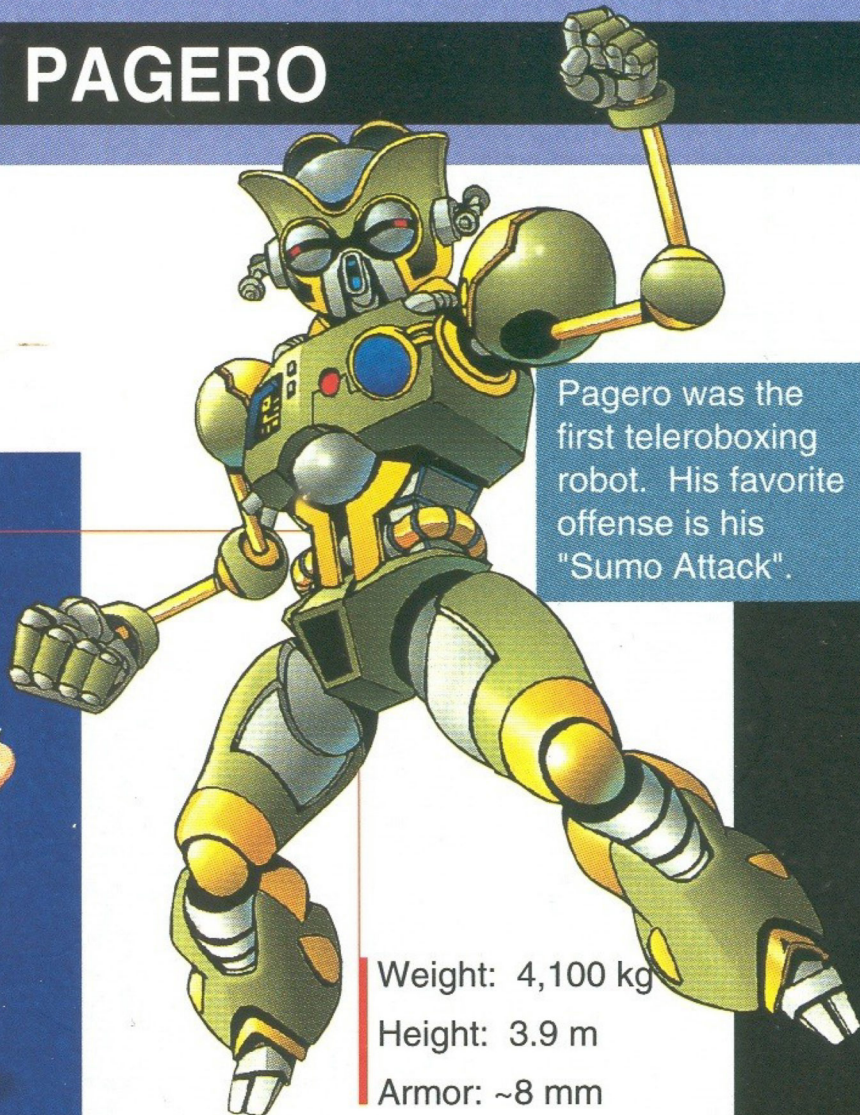 PAGERO
Pagero was the
first teleroboxing
robot. His favorite
offense is his
"Sumo Attack".
Weight: 4,100 kg
Height: 3.9 m
Armor: ~8 mm